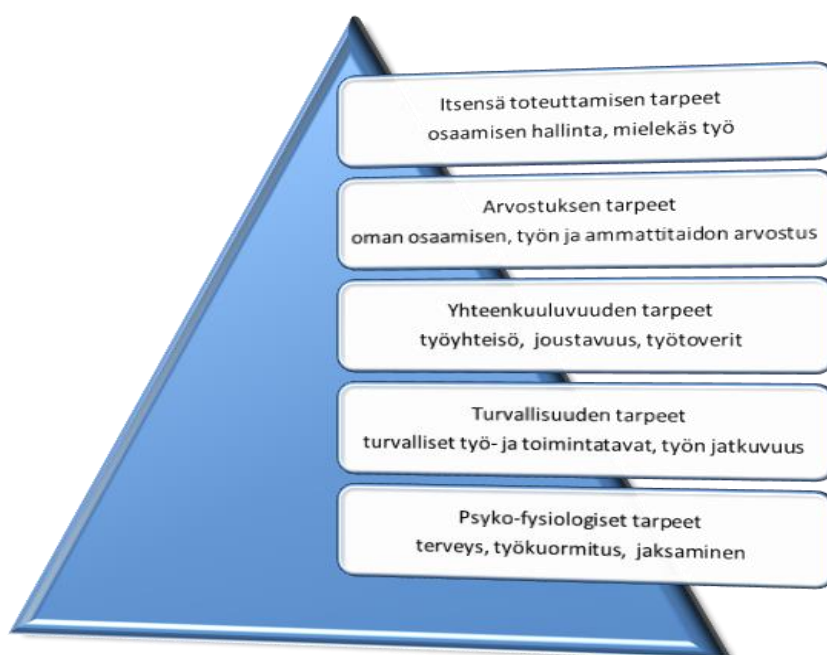 Itsensä toteuttamisen tarpeet
osaamisen hallinta, mielekäs työ
Arvostuksen tarpeet
oman osaamisen, työn ja ammattitaidon arvostus
Yhteenkuuluvuuden tarpeet
työyhteisö, joustavuus, työtoverit
Turvallisuuden tarpeet
turvalliset työ- ja toimintatavat, työn jatkuvuus
Psyko-fysiologiset tarpeet
terveys, työkuormitus, jaksaminen